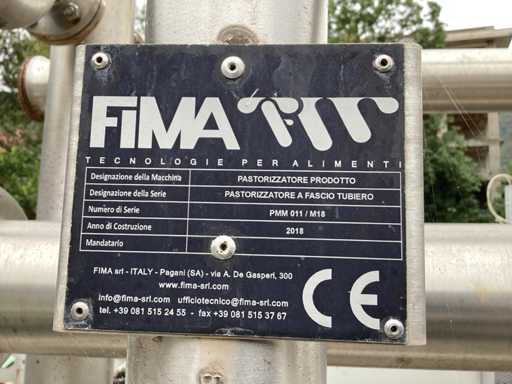 FiMA
TECNOLOGIE PER ALIMENTI
Designazione della Macchina PASTORIZZATORE PRODOTTO
Designazione della Serie PASTORIZZATORE A FASCIO TUBIERO
Numero di Serie PMM 011 / M18
Anno di Costruzione 2018
Mandatario
FIMA srl - ITALY - Pagani (SA) - via A. De Gasperi, 300
www.fima-srl.com
info@fima-srl.com ufficiotecnico@fima-srl.com
tel. +39 081 515 24 55 - fax +39 081 515 37 67
CE